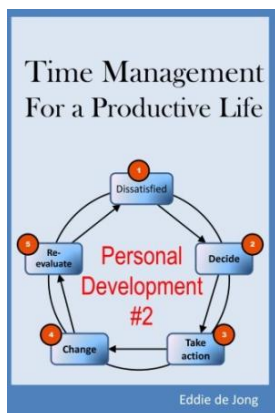 Time Management
For a Productive Life
1
Dissatisfied
5
Re-
evaluate
2
Decide
Personal
Development
#2
4
Change
3
Take
action
Eddie de Jong